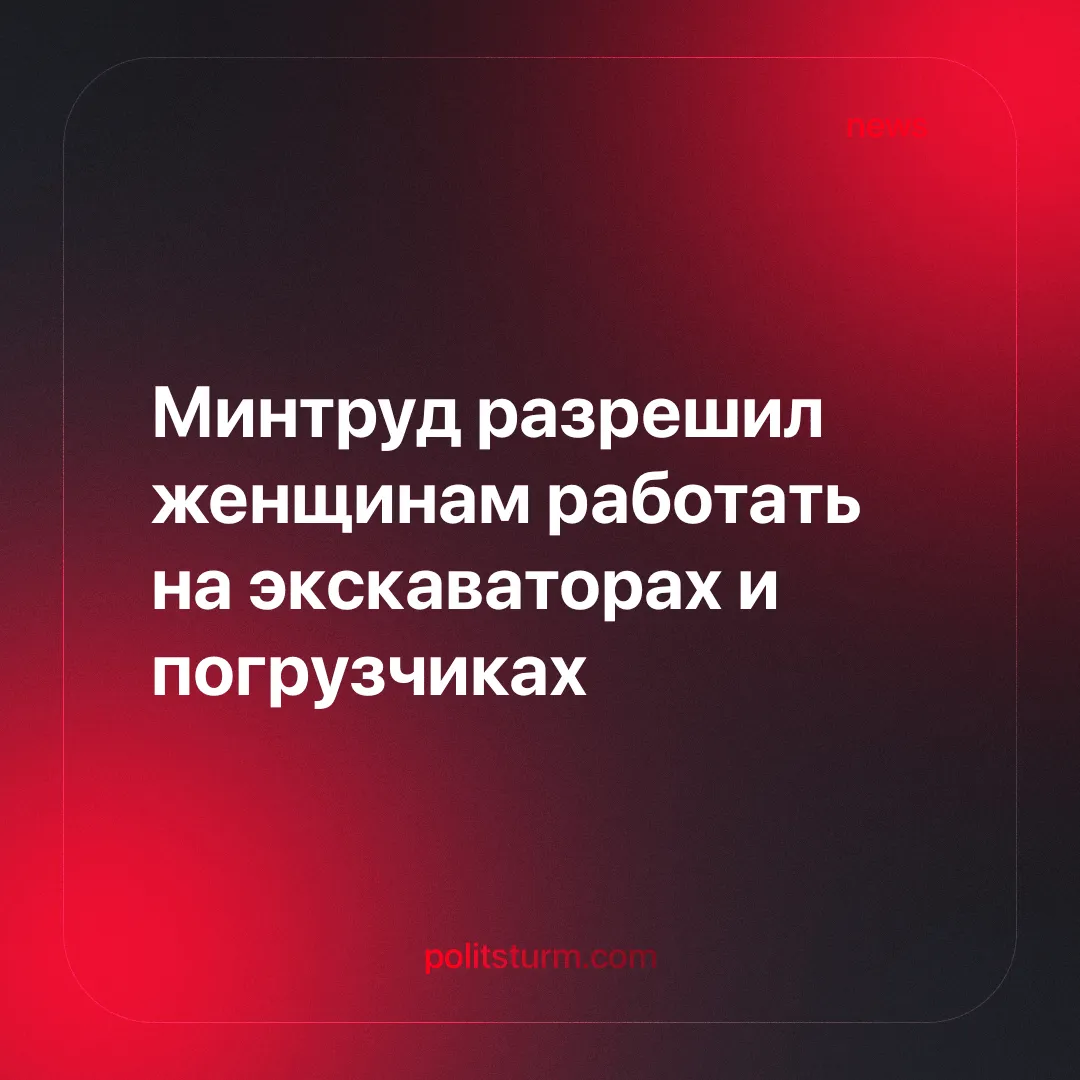 news
Минтруд разрешил
женщинам работать
на экскаваторах и
погрузчиках
politsturm.com